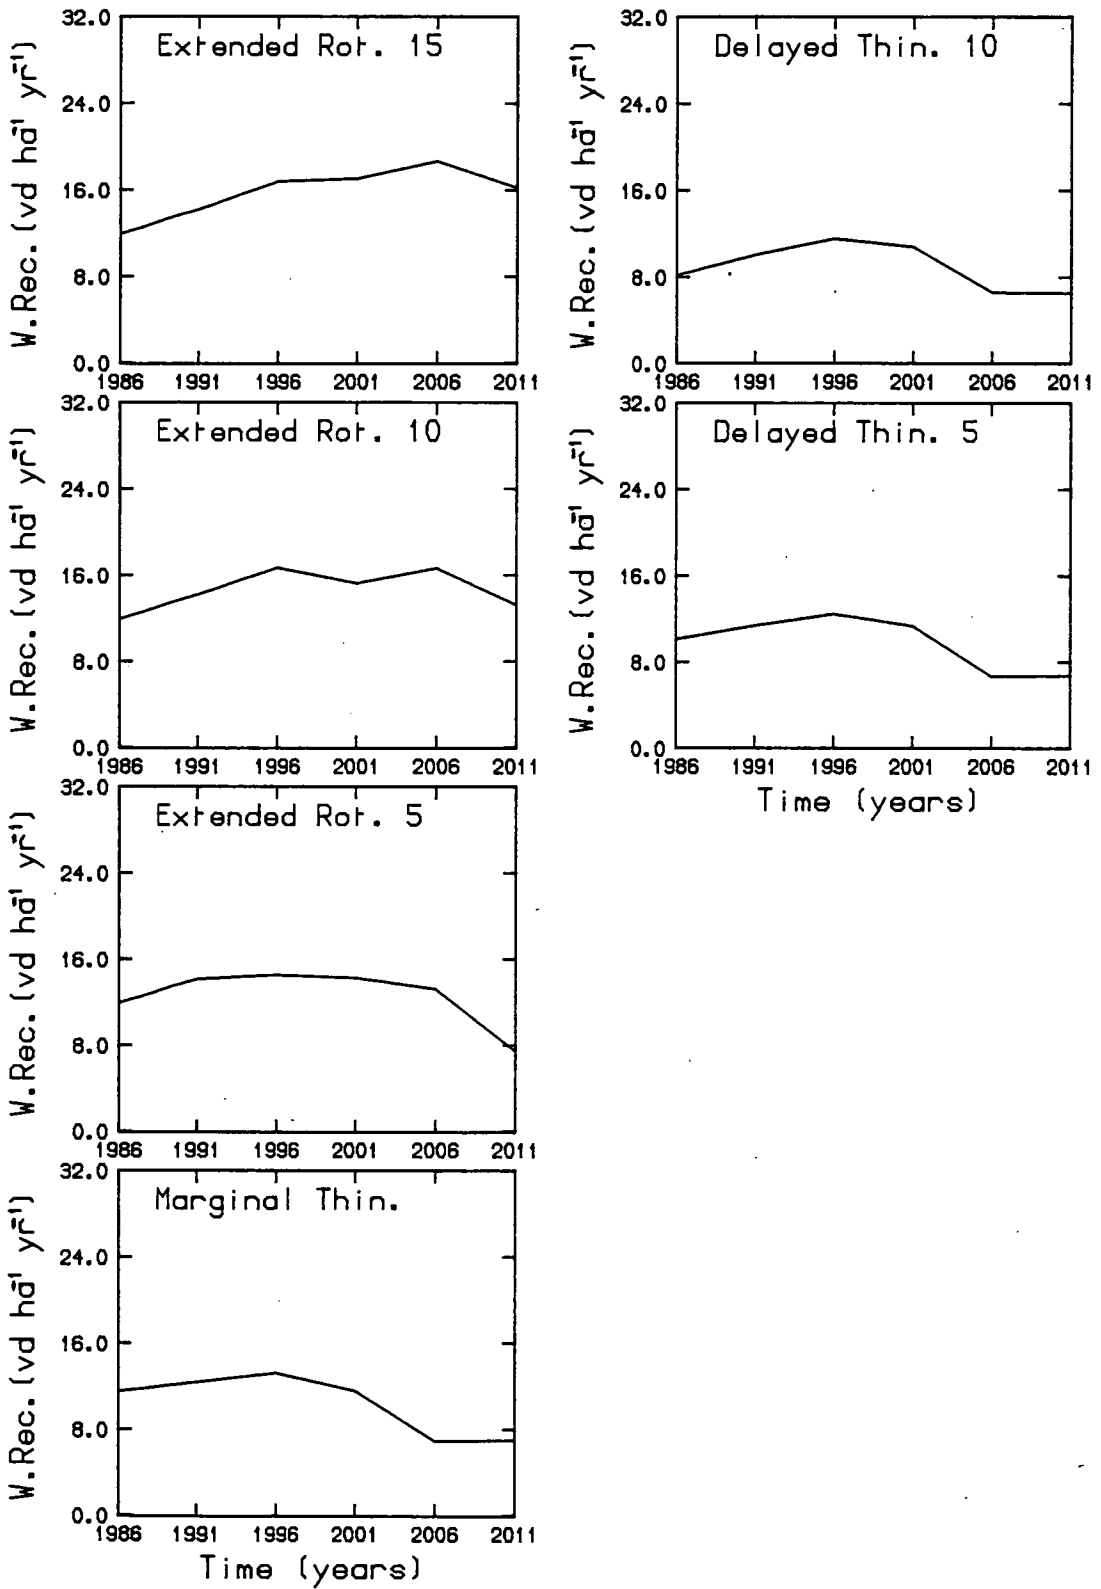 Extended Rot. 15
W.Rec.(vd ha⁻¹ yr⁻¹)
32.0
24.0
16.0
8.0
0.0
1986 1991 1996 2001 2006 2011
Delayed Thin. 10
W.Rec.(vd ha⁻¹ yr⁻¹)
32.0
24.0
16.0
8.0
0.0
1986 1991 1996 2001 2006 2011
Extended Rot. 10
W.Rec.(vd ha⁻¹ yr⁻¹)
32.0
24.0
16.0
8.0
0.0
1986 1991 1996 2001 2006 2011
Delayed Thin. 5
W.Rec.(vd ha⁻¹ yr⁻¹)
32.0
24.0
16.0
8.0
0.0
1986 1991 1996 2001 2006 2011
Time (years)
Extended Rot. 5
W.Rec.(vd ha⁻¹ yr⁻¹)
32.0
24.0
16.0
8.0
0.0
1986 1991 1996 2001 2006 2011
Marginal Thin.
W.Rec.(vd ha⁻¹ yr⁻¹)
32.0
24.0
16.0
8.0
0.0
1986 1991 1996 2001 2006 2011
Time (years)